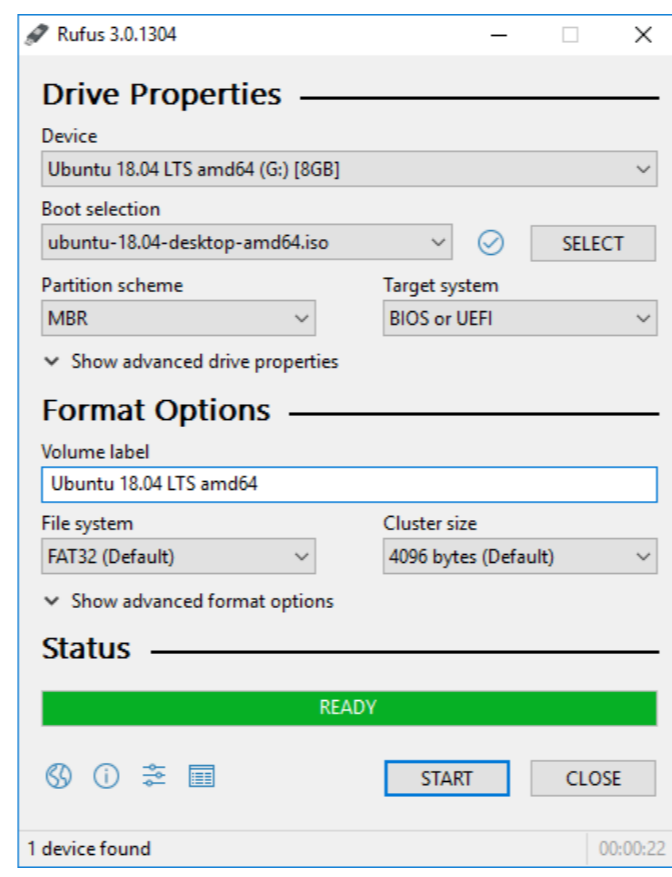 Rufus 3.0.1304
Drive Properties
Device
Ubuntu 18.04 LTS amd64 (G:) [8GB]
Boot selection
ubuntu-18.04-desktop-amd64.iso
SELECT
Partition scheme
Target system
MBR
BIOS or UEFI
Show advanced drive properties
Format Options
Volume label
Ubuntu 18.04 LTS amd64
File system
Cluster size
FAT32 (Default)
4096 bytes (Default)
Show advanced format options
Status
READY
START
CLOSE
1 device found
00:00:22